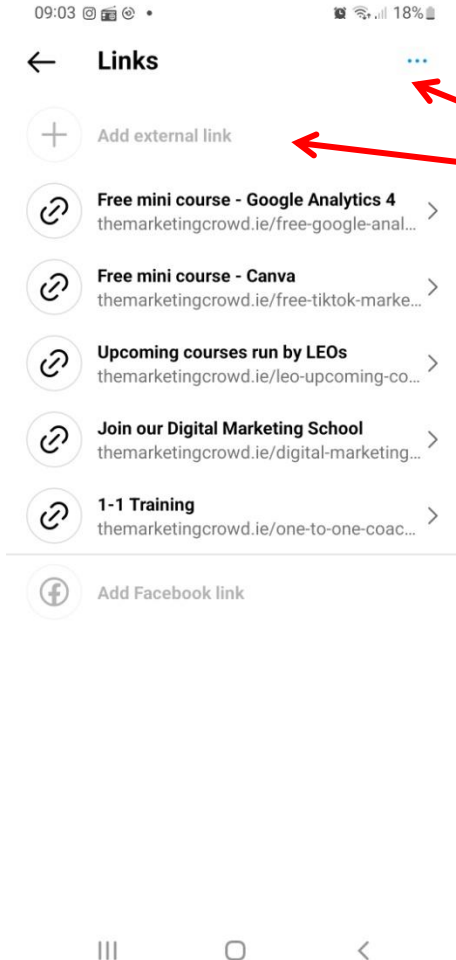 09:03
18%
Links
Add external link
Free mini course - Google Analytics 4
themarketingcrowd.ie/free-google-anal...
Free mini course - Canva
themarketingcrowd.ie/free-tiktok-marke...
Upcoming courses run by LEOs
themarketingcrowd.ie/leo-upcoming-co...
Join our Digital Marketing School
themarketingcrowd.ie/digital-marketing...
1-1 Training
themarketingcrowd.ie/one-to-one-coac...
Add Facebook link